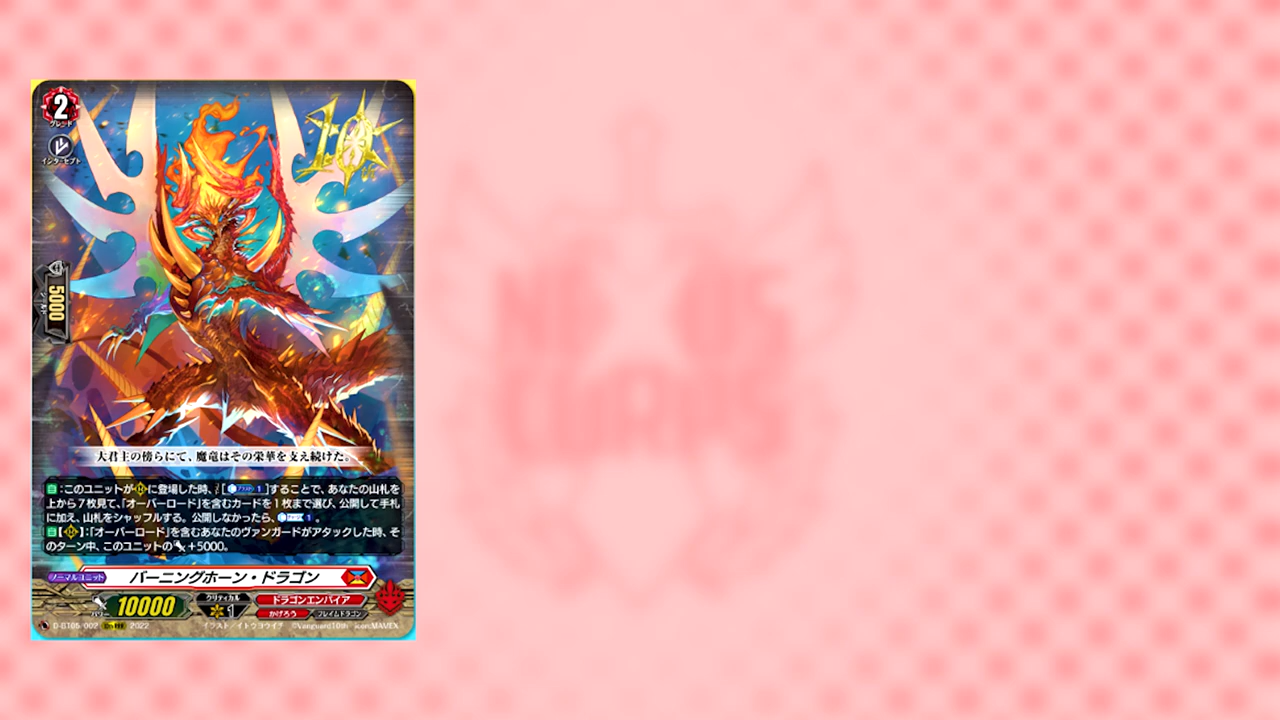 2
グレード
10th
インターセプト
5000
シールド
大君主の傍らにて、魔竜はその栄華を支え続けた。
自：このユニットがRに登場した時、【ブラスト1】することで、あなたの山札を
上から７枚見て、「オーバーロード」を含むカードを１枚まで選び、公開して手札
に加え、山札をシャッフルする。公開しなかったら、チャージ1。
自【R】：「オーバーロード」を含むあなたのヴァンガードがアタックした時、そ
のターン中、このユニットの+5000。
ノーマルユニット
バーニングホーン・ドラゴン
パワー
10000
クリティカル
1
ドラゴンエンパイア
かげろう
フレイムドラゴン
D-BT05/002
2022
イラスト／イトウヨウイチ ©Vanguard10th icon:MAVEX